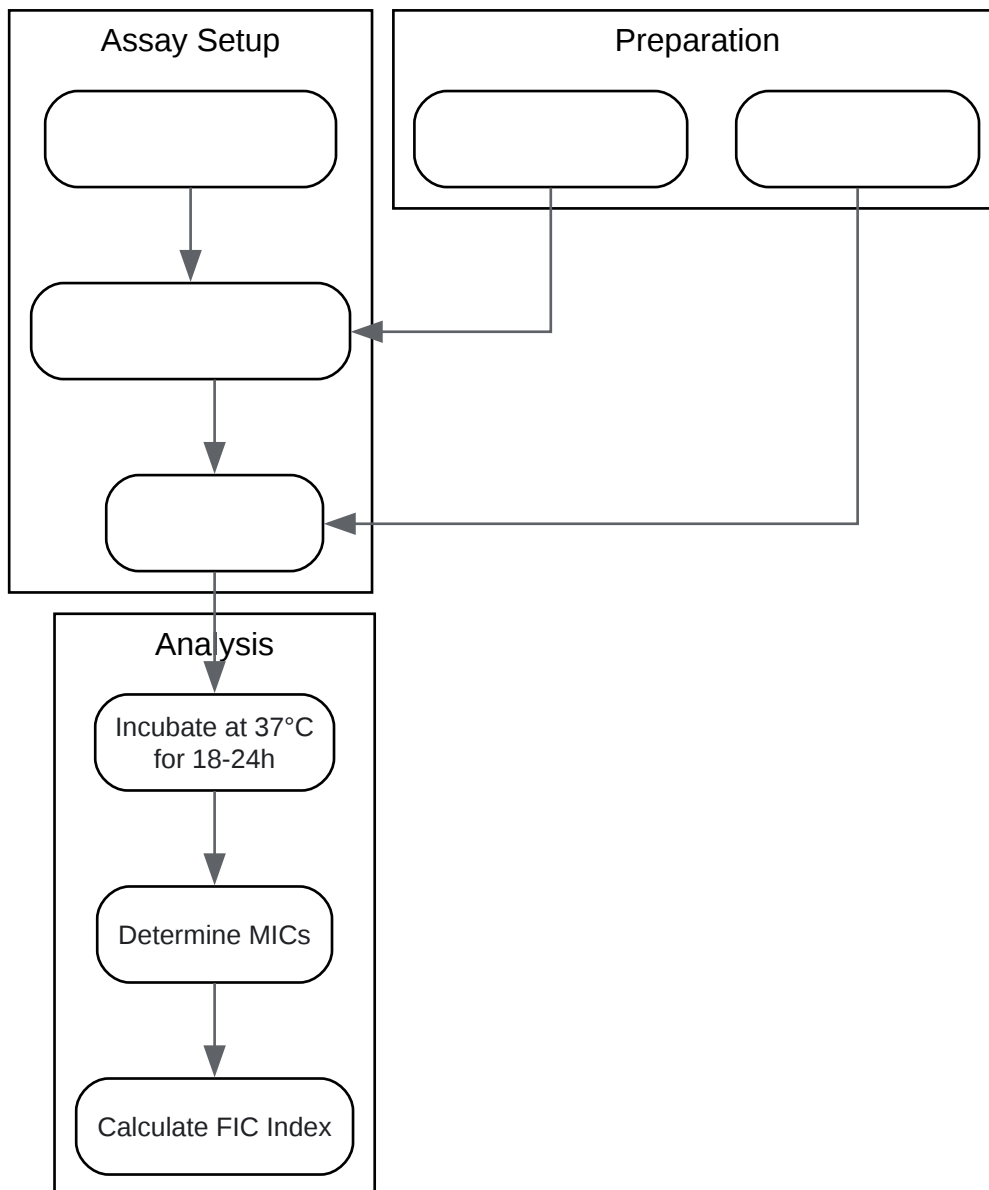 Assay Setup
Preparation
Analysis
Incubate at 37°C
for 18-24h
Determine MICs
Calculate FIC Index